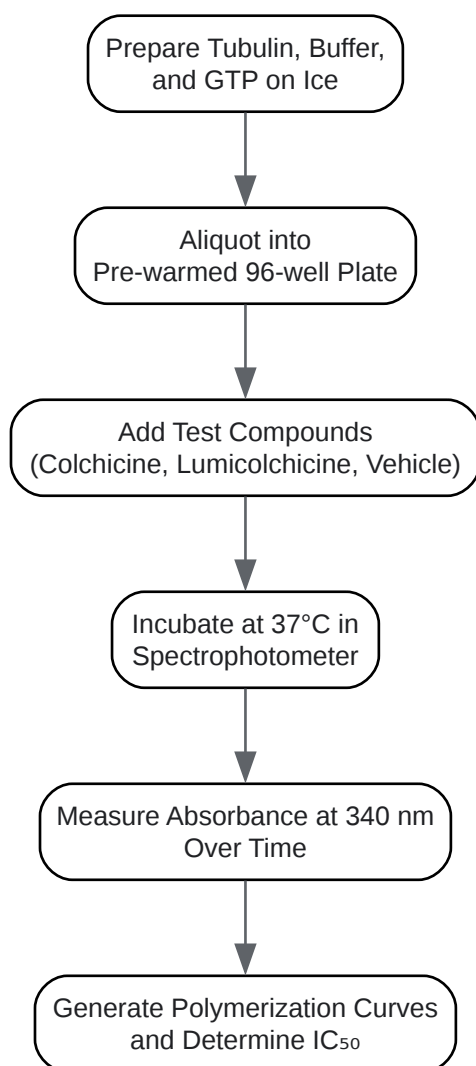 Prepare Tubulin, Buffer,
and GTP on Ice
Aliquot into
Pre-warmed 96-well Plate
Add Test Compounds
(Colchicine, Lumicolchicine, Vehicle)
Incubate at 37°C in
Spectrophotometer
Measure Absorbance at 340 nm
Over Time
Generate Polymerization Curves
and Determine IC₅₀